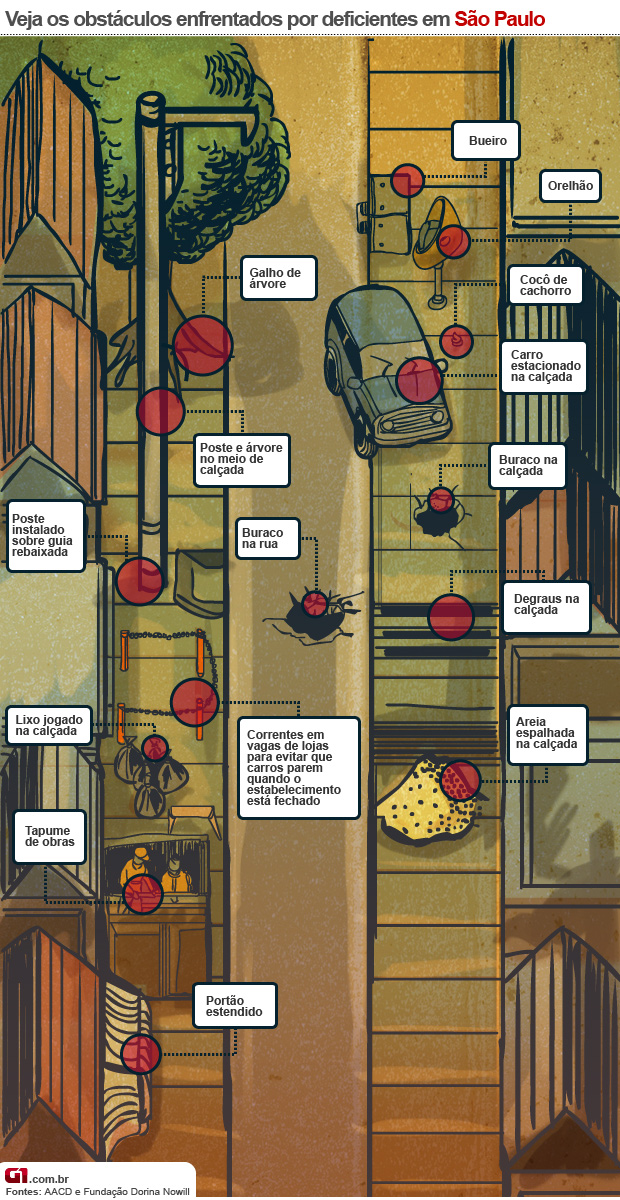 Veja os obstáculos enfrentados por deficientes em São Paulo
Bueiro
Orelhão
Galho de
árvore
Cocô de
cachorro
Carro
estacionado
na calçada
Poste e árvore
no meio de
calçada
Buraco na
calçada
Poste
instalado
sobre guia
rebaixada
Buraco
na rua
Degraus na
calçada
Lixo jogado
na calçada
Correntes em
vagas de lojas
para evitar que
carros parem
quando o
estabelecimento
está fechado
Areia
espalhada
na calçada
Tapume
de obras
Portão
estendido
G1.com.br
Fontes: AACD e Fundação Dorina Nowill